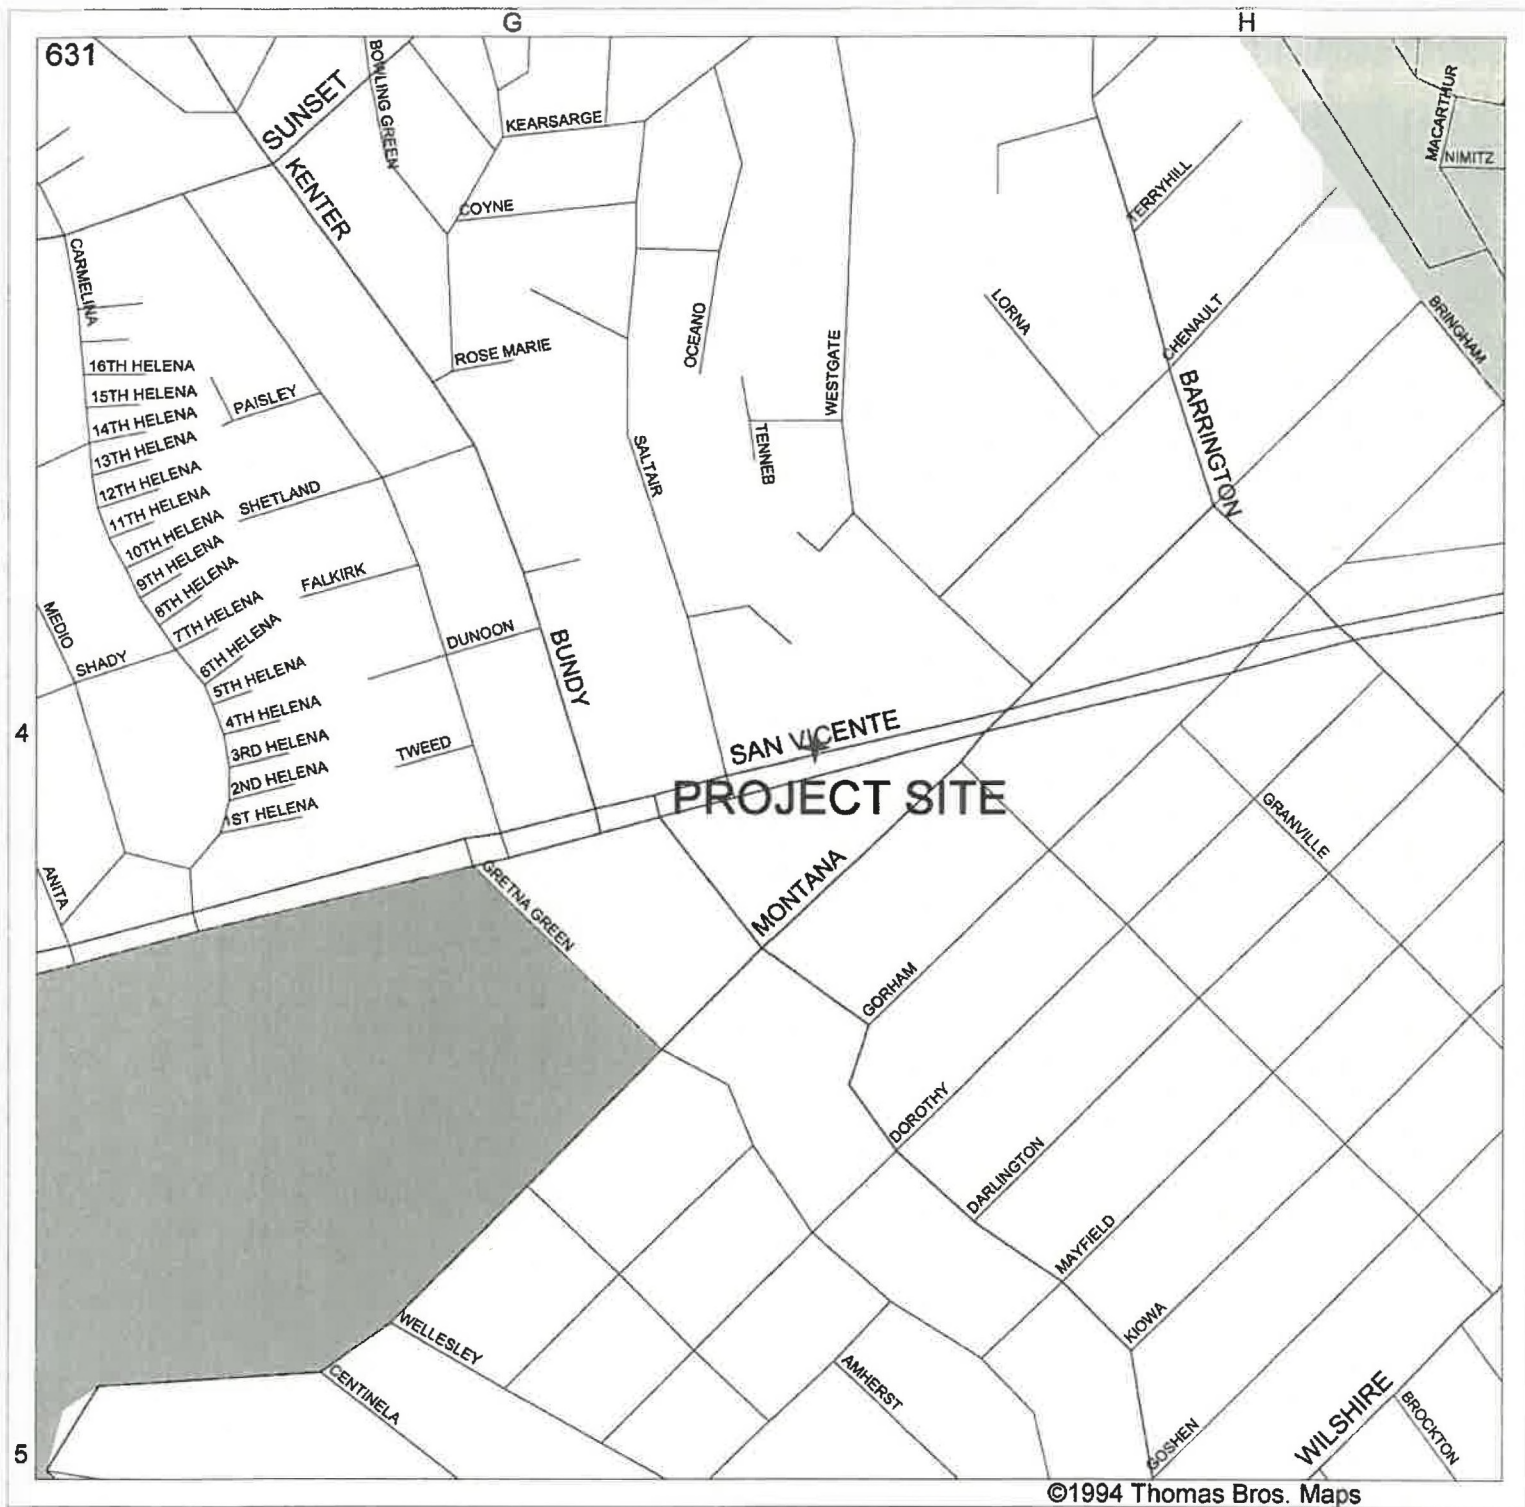 G
H
631
SUNSET
BOWLING GREEN
KEARSARGE
MACARTHUR
NIMITZ
KENTER
COYNE
TERRYHILL
CARMELINA
LORNA
CHENAULT
BRINGHAM
OCEANO
WESTGATE
ROSE MARIE
16TH HELENA
15TH HELENA
PAISLEY
14TH HELENA
13TH HELENA
12TH HELENA
11TH HELENA
10TH HELENA
9TH HELENA
8TH HELENA
7TH HELENA
6TH HELENA
5TH HELENA
4TH HELENA
3RD HELENA
2ND HELENA
1ST HELENA
BARRINGTON
SALTAIR
TENNEB
SHETLAND
FALKIRK
MEDIO
SHADY
DUNOON
BUNDY
4
TWEED
SAN VICENTE
PROJECT SITE
GRANVILLE
ANITA
GRETNA GREEN
MONTANA
GORHAM
DOROTHY
DARLINGTON
MAYFIELD
KIOWA
WELLESLEY
CENTINELA
AMHERST
GOSHEN
WILSHIRE
BROCKTON
5
©1994 Thomas Bros. Maps